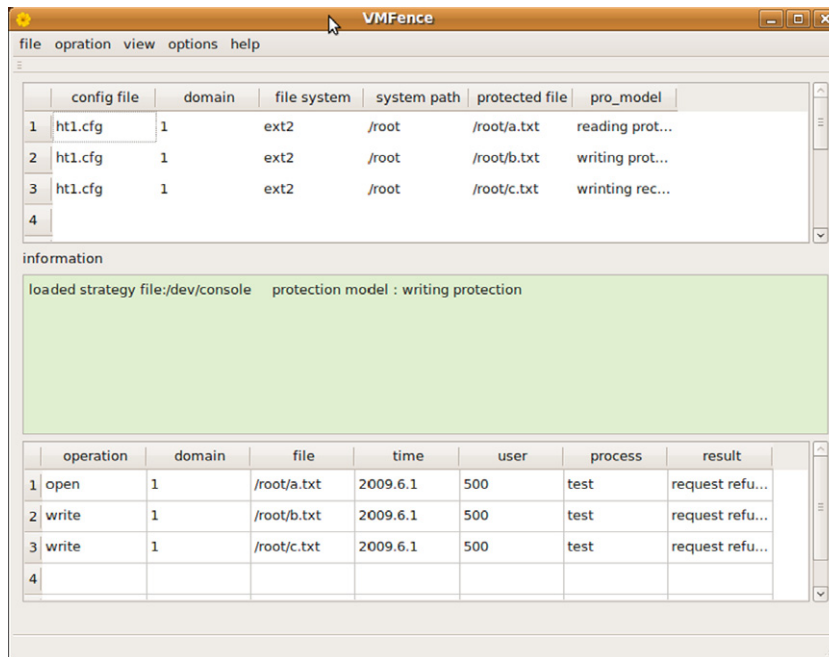 VMFence
file opration view options help
config file domain file system system path protected file pro_model
1 ht1.cfg 1 ext2 /root /root/a.txt reading prot...
2 ht1.cfg 1 ext2 /root /root/b.txt writing prot...
3 ht1.cfg 1 ext2 /root /root/c.txt wrinting rec...
4
information
loaded strategy file:/dev/console protection model : writing protection
operation domain file time user process result
1 open 1 /root/a.txt 2009.6.1 500 test request refu...
2 write 1 /root/b.txt 2009.6.1 500 test request refu...
3 write 1 /root/c.txt 2009.6.1 500 test request refu...
4